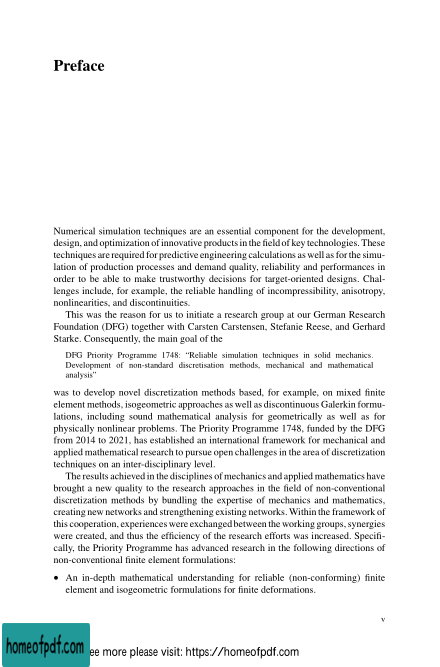 Preface
Numerical simulation techniques are an essential component for the development,
design, and optimization of innovative products in the field of key technologies. These
techniques are required for predictive engineering calculations as well as for the simu-
lation of production processes and demand quality, reliability and performances in
order to be able to make trustworthy decisions for target-oriented designs. Chal-
lenges include, for example, the reliable handling of incompressibility, anisotropy,
nonlinearities, and discontinuities.
This was the reason for us to initiate a research group at our German Research
Foundation (DFG) together with Carsten Carstensen, Stefanie Reese, and Gerhard
Starke. Consequently, the main goal of the
DFG Priority Programme 1748: “Reliable simulation techniques in solid mechanics.
Development of non-standard discretisation methods, mechanical and mathematical
analysis”
was to develop novel discretization methods based, for example, on mixed finite
element methods, isogeometric approaches as well as discontinuous Galerkin formu-
lations, including sound mathematical analysis for geometrically as well as for
physically nonlinear problems. The Priority Programme 1748, funded by the DFG
from 2014 to 2021, has established an international framework for mechanical and
applied mathematical research to pursue open challenges in the area of discretization
techniques on an inter-disciplinary level.
The results achieved in the disciplines of mechanics and applied mathematics have
brought a new quality to the research approaches in the field of non-conventional
discretization methods by bundling the expertise of mechanics and mathematics,
creating new networks and strengthening existing networks. Within the framework of
this cooperation, experiences were exchanged between the working groups, synergies
were created, and thus the efficiency of the research efforts was increased. Specifi-
cally, the Priority Programme has advanced research in the following directions of
non-conventional finite element formulations:
• An in-depth mathematical understanding for reliable (non-conforming) finite
element and isogeometric formulations for finite deformations.
v
homeofpdf.com
ee more please visit: https://homeofpdf.com